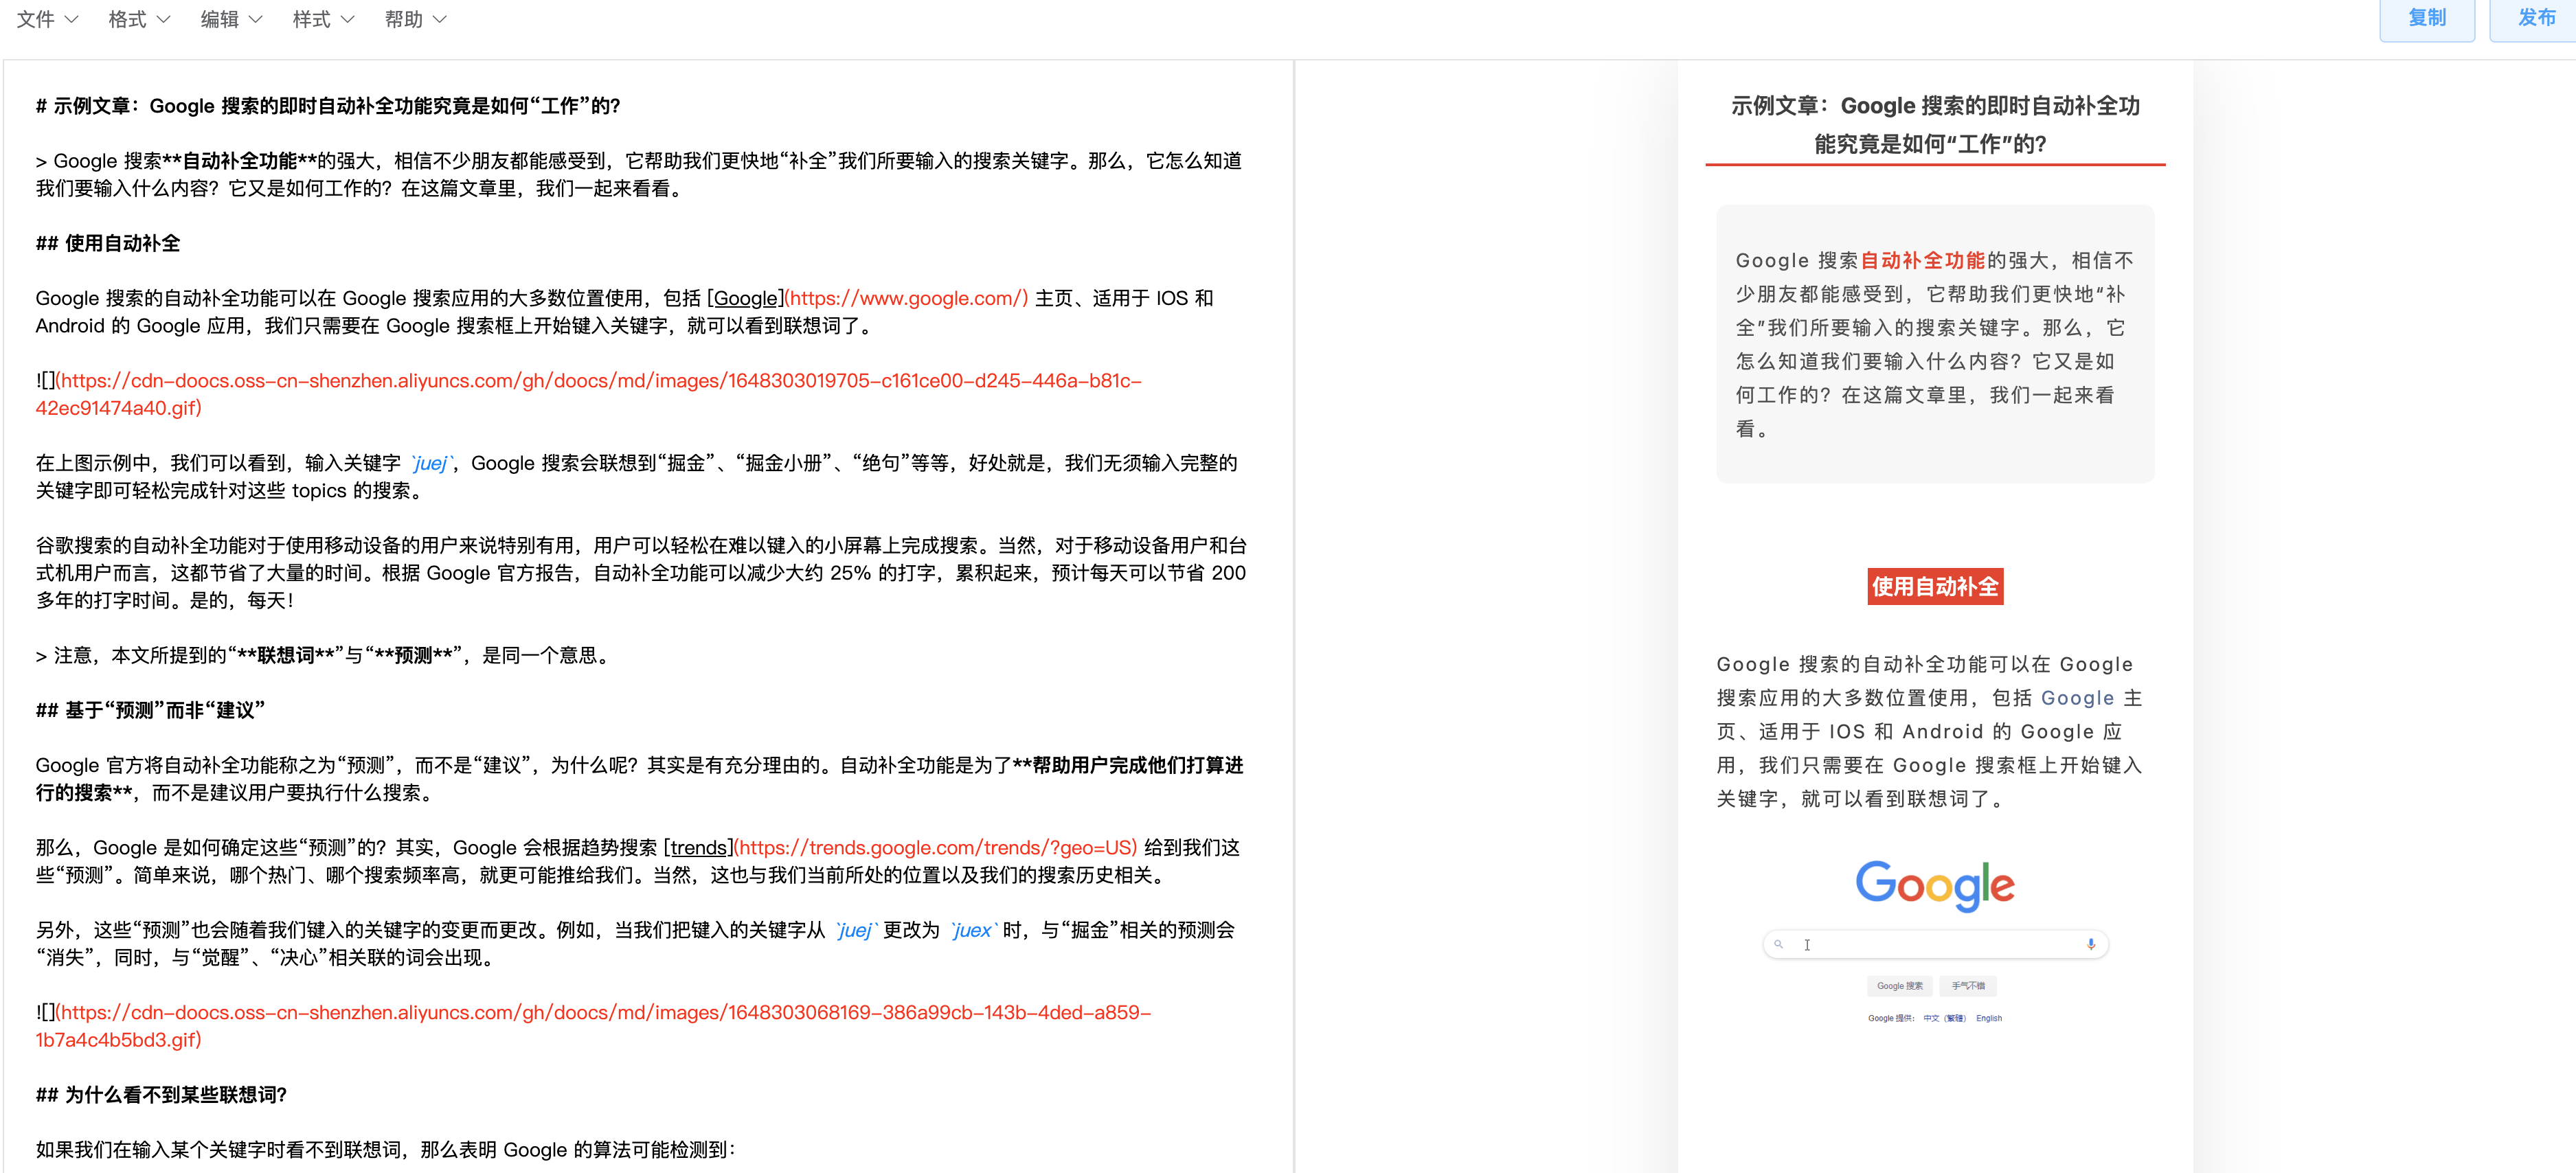 文件 格式 编辑 样式 帮助 复制 发布
# 示例文章：Google 搜索的即时自动补全功能究竟是如何“工作”的？
> Google 搜索**自动补全功能**的强大，相信不少朋友都能感受到，它帮助我们更快地“补全”我们所要输入的搜索关键字。那么，它怎么知道
我们要输入什么内容？它又是如何工作的？在这篇文章里，我们一起来看看。
## 使用自动补全
Google 搜索的自动补全功能可以在 Google 搜索应用的大多数位置使用，包括 [Google](https://www.google.com/) 主页、适用于 IOS 和
Android 的 Google 应用，我们只需要在 Google 搜索框上开始键入关键字，就可以看到联想词了。
![](https://cdn-doocs.oss-cn-shenzhen.aliyuncs.com/gh/doocs/md/images/1648303019705-c161ce00-d245-446a-b81c-
42ec91474a40.gif)
在上图示例中，我们可以看到，输入关键字 `juej`，Google 搜索会联想到“掘金”、“掘金小册”、“绝句”等等，好处就是，我们无须输入完整的
关键字即可轻松完成针对这些 topics 的搜索。
谷歌搜索的自动补全功能对于使用移动设备的用户来说特别有用，用户可以轻松在难以键入的小屏幕上完成搜索。当然，对于移动设备用户和台
式机用户而言，这都节省了大量的时间。根据 Google 官方报告，自动补全功能可以减少大约 25% 的打字，累积起来，预计每天可以节省 200
多年的打字时间。是的，每天！
> 注意，本文所提到的“**联想词**”与“**预测**”，是同一个意思。
## 基于“预测”而非“建议”
Google 官方将自动补全功能称之为“预测”，而不是“建议”，为什么呢？其实是有充分理由的。自动补全功能是为了**帮助用户完成他们打算进
行的搜索**，而不是建议用户要执行什么搜索。
那么，Google 是如何确定这些“预测”的？其实，Google 会根据趋势搜索 [trends](https://trends.google.com/trends/?geo=US) 给到我们这
些“预测”。简单来说，哪个热门、哪个搜索频率高，就更可能推给我们。当然，这也与我们当前所处的位置以及我们的搜索历史相关。
另外，这些“预测”也会随着我们键入的关键字的变更而更改。例如，当我们把键入的关键字从 `juej` 更改为 `juex` 时，与“掘金”相关的预测会
“消失”，同时，与“觉醒”、“决心”相关联的词会出现。
![](https://cdn-doocs.oss-cn-shenzhen.aliyuncs.com/gh/doocs/md/images/1648303068169-386a99cb-143b-4ded-a859-
1b7a4c4b5bd3.gif)
## 为什么看不到某些联想词？
如果我们在输入某个关键字时看不到联想词，那么表明 Google 的算法可能检测到：
示例文章：Google 搜索的即时自动补全功
能究竟是如何“工作”的？
Google 搜索自动补全功能的强大，相信不
少朋友都能感受到，它帮助我们更快地“补
全”我们所要输入的搜索关键字。那么，它
怎么知道我们要输入什么内容？它又是如
何工作的？在这篇文章里，我们一起来看
看。
使用自动补全
Google 搜索的自动补全功能可以在 Google
搜索应用的大多数位置使用，包括 Google 主
页、适用于 IOS 和 Android 的 Google 应
用，我们只需要在 Google 搜索框上开始键入
关键字，就可以看到联想词了。
Google
Google 搜索 手气不错
Google 提供： 中文（繁體） English